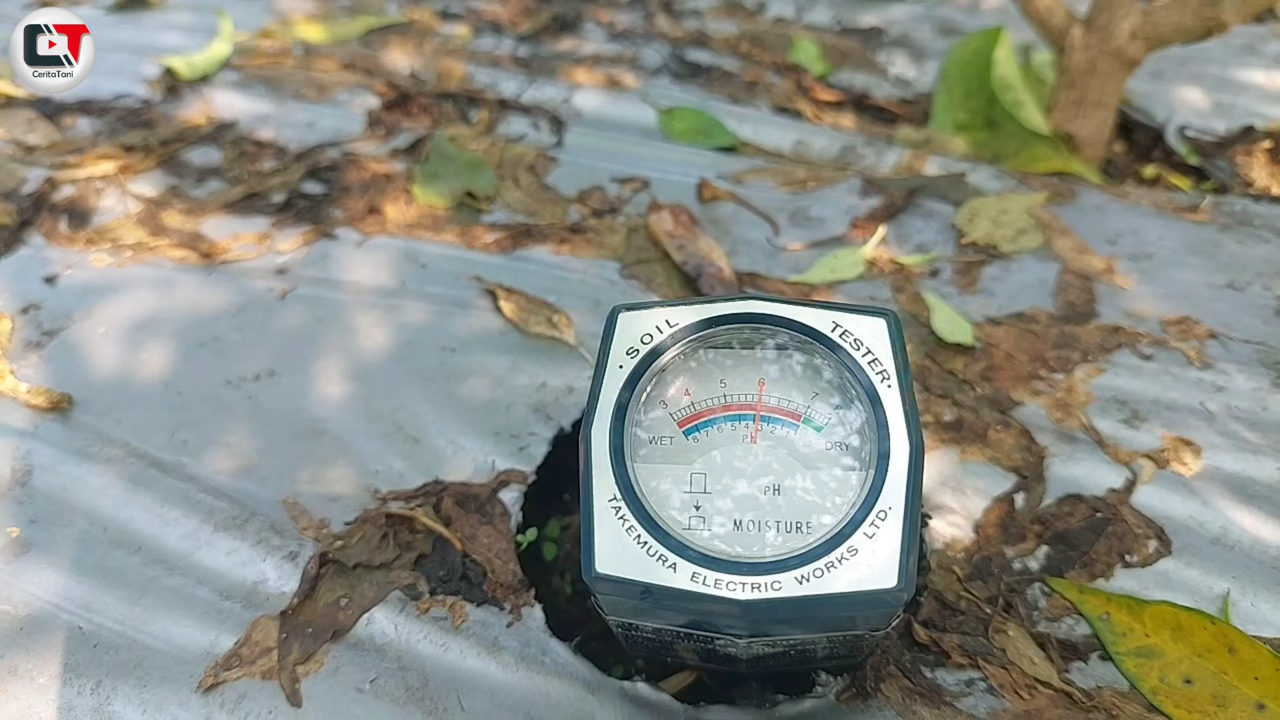 CT
CeritaTani
· SOIL TESTER ·
3 4 5 6 7 8
WET 8 7 6 5 4 3 2 1 DRY
PH
PH
MOISTURE
TAKEMURA ELECTRIC WORKS LTD.